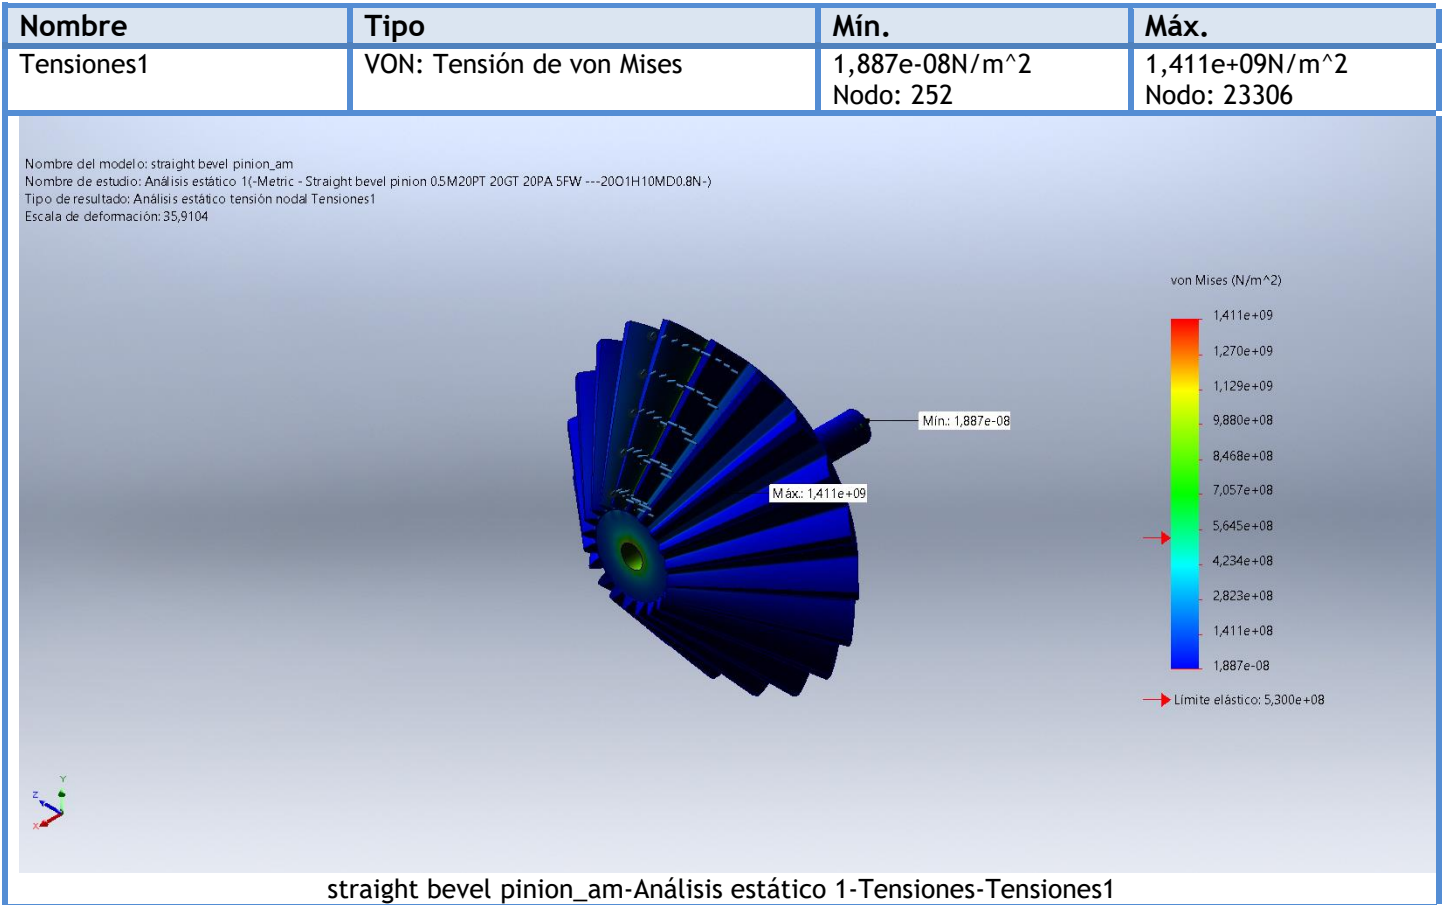 Nombre Tipo Mín. Máx.
Tensiones1 VON: Tensión de von Mises 1,887e-08N/m^2 1,411e+09N/m^2
Nodo: 252 Nodo: 23306
Nombre del modelo: straight bevel pinion_am
Nombre de estudio: Análisis estático 1(-Metric - Straight bevel pinion 0.5M20PT 20GT 20PA 5FW ---20O1H10MD0.8N-)
Tipo de resultado: Análisis estático tensión nodal Tensiones1
Escala de deformación: 35,9104
von Mises (N/m^2)
1,411e+09
1,270e+09
1,129e+09
9,880e+08
8,468e+08
7,057e+08
5,645e+08
4,234e+08
2,823e+08
1,411e+08
1,887e-08
Límite elástico: 5,300e+08
Mín.: 1,887e-08
Máx.: 1,411e+09
Y
Z
X
straight bevel pinion_am-Análisis estático 1-Tensiones-Tensiones1